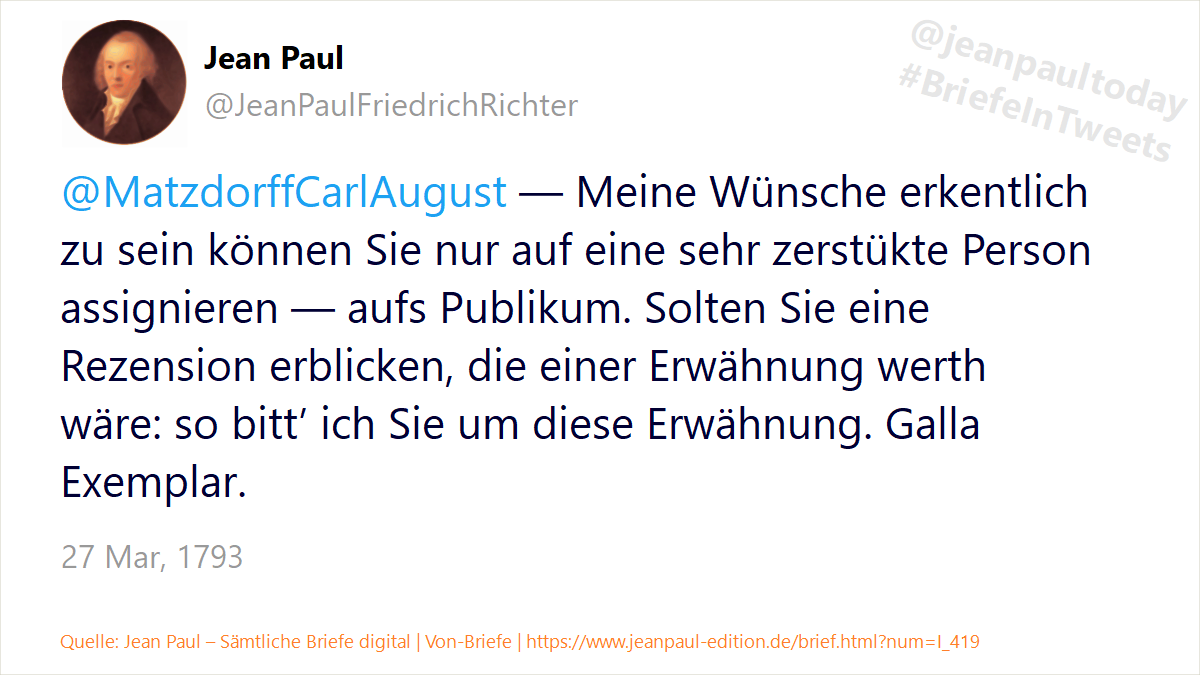 Jean Paul
@JeanPaulFriedrichRichter
@jeanpaultoday
#BriefeInTweets
@MatzdorffCarlAugust — Meine Wünsche erkentlich
zu sein können Sie nur auf eine sehr zerstükte Person
assignieren — aufs Publikum. Solten Sie eine
Rezension erblicken, die einer Erwähnung werth
wäre: so bitt’ ich Sie um diese Erwähnung. Galla
Exemplar.
27 Mar, 1793
Quelle: Jean Paul – Sämtliche Briefe digital | Von-Briefe | https://www.jeanpaul-edition.de/brief.html?num=I_419